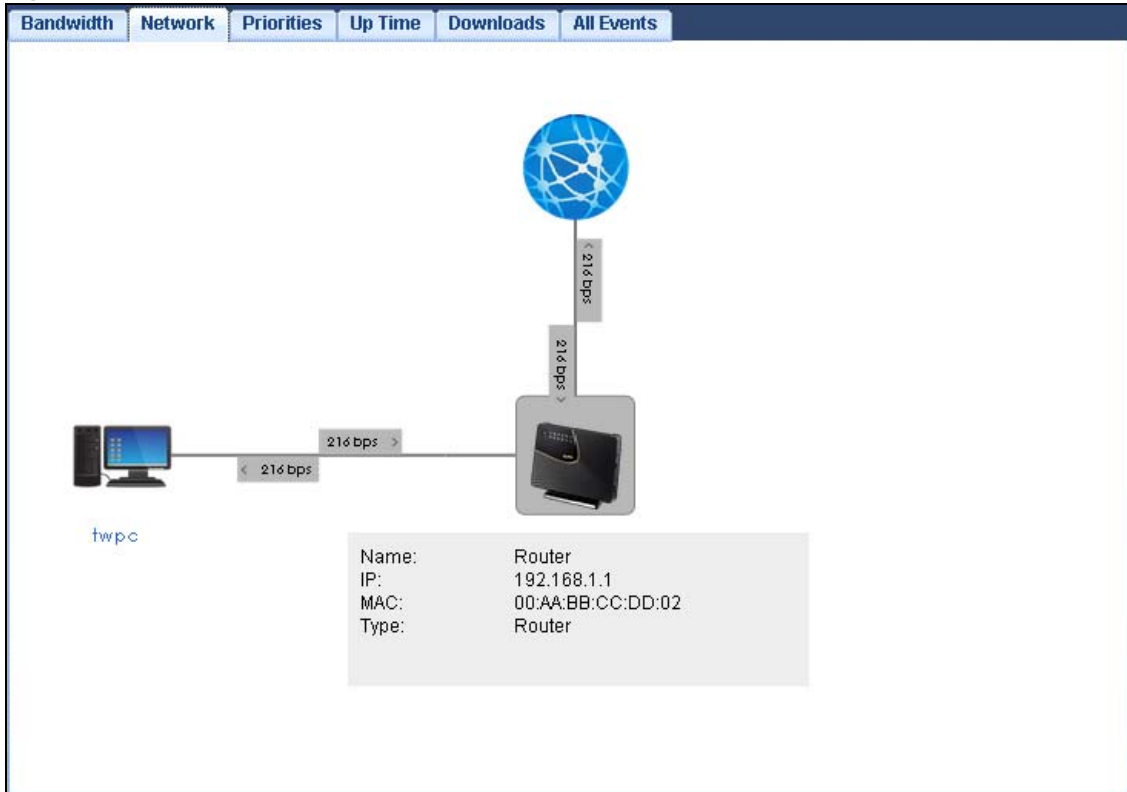 Bandwidth Network Priorities Up Time Downloads All Events
< 216 bps
216 bps >
216 bps >
< 216 bps
twpc
Name: Router
IP: 192.168.1.1
MAC: 00:AA:BB:CC:DD:02
Type: Router